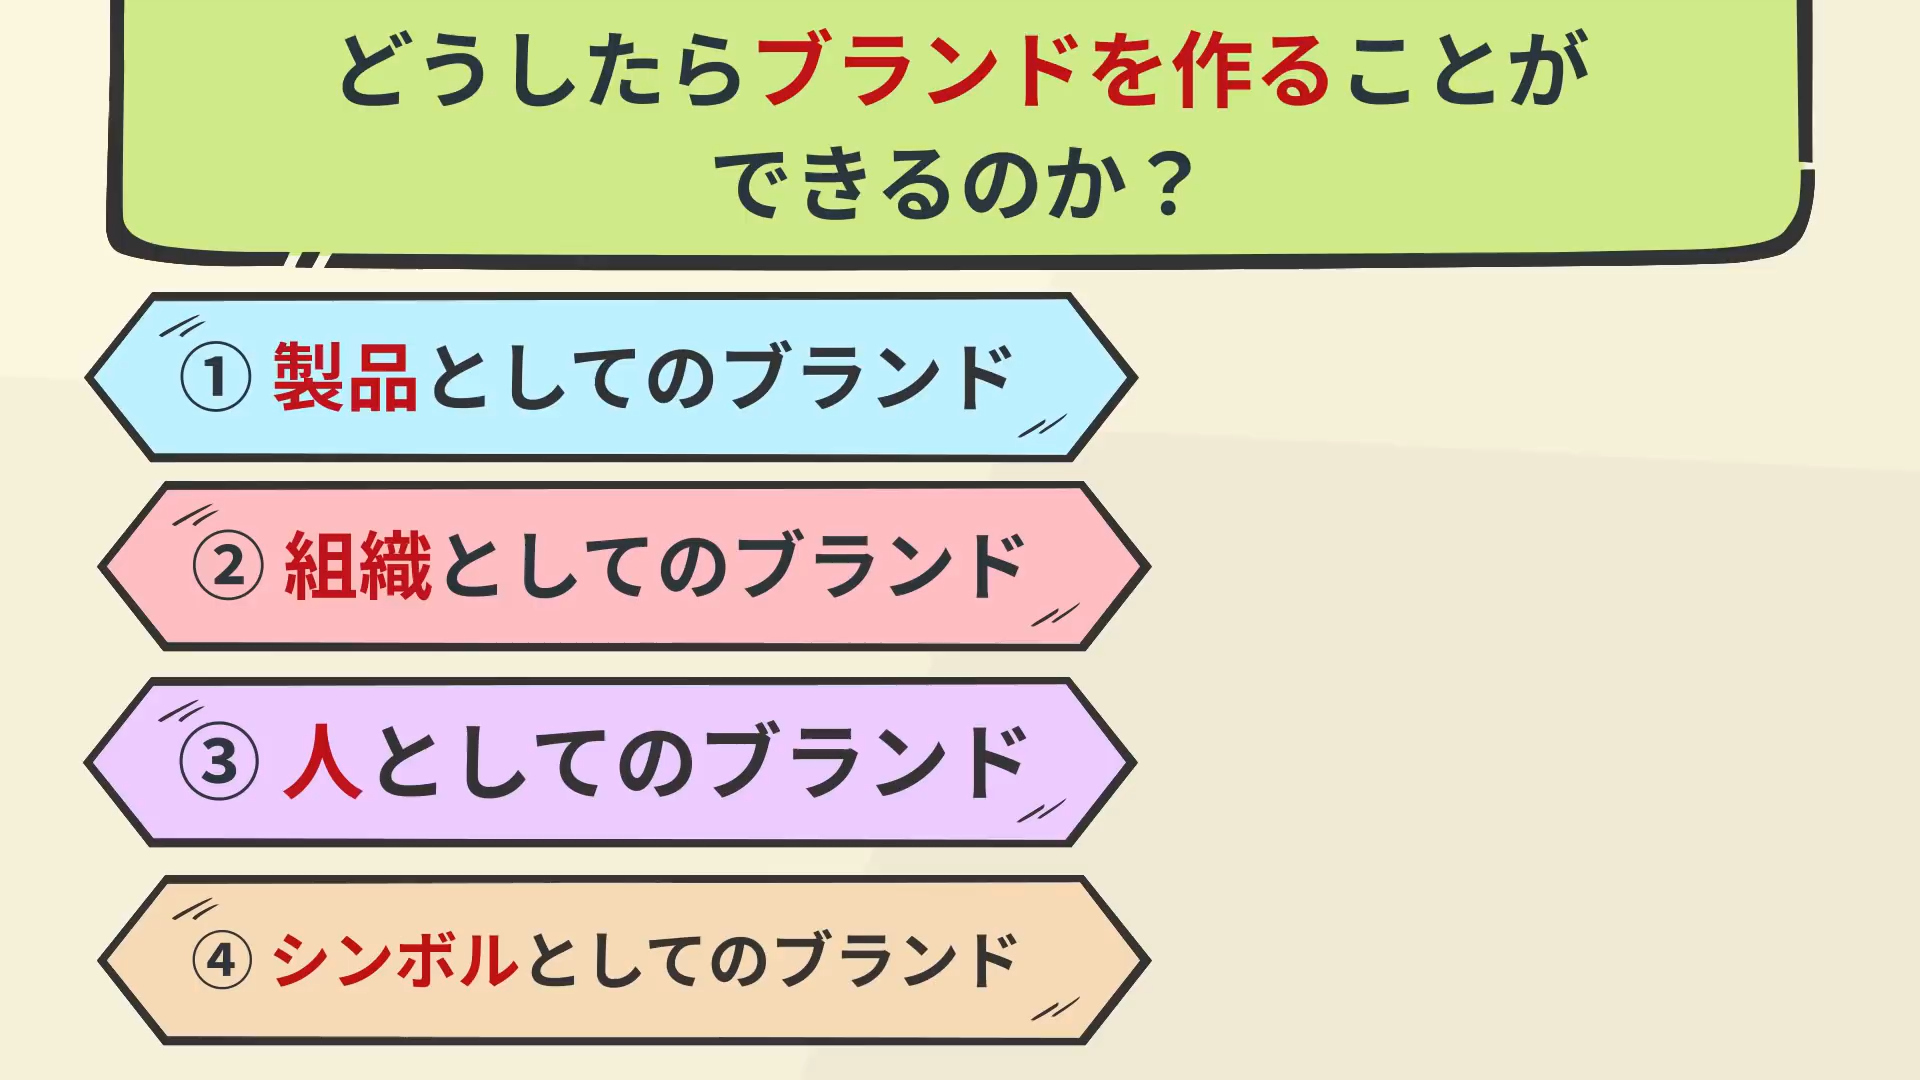 どうしたらブランドを作ることが
できるのか？
① 製品としてのブランド
② 組織としてのブランド
③ 人としてのブランド
④ シンボルとしてのブランド